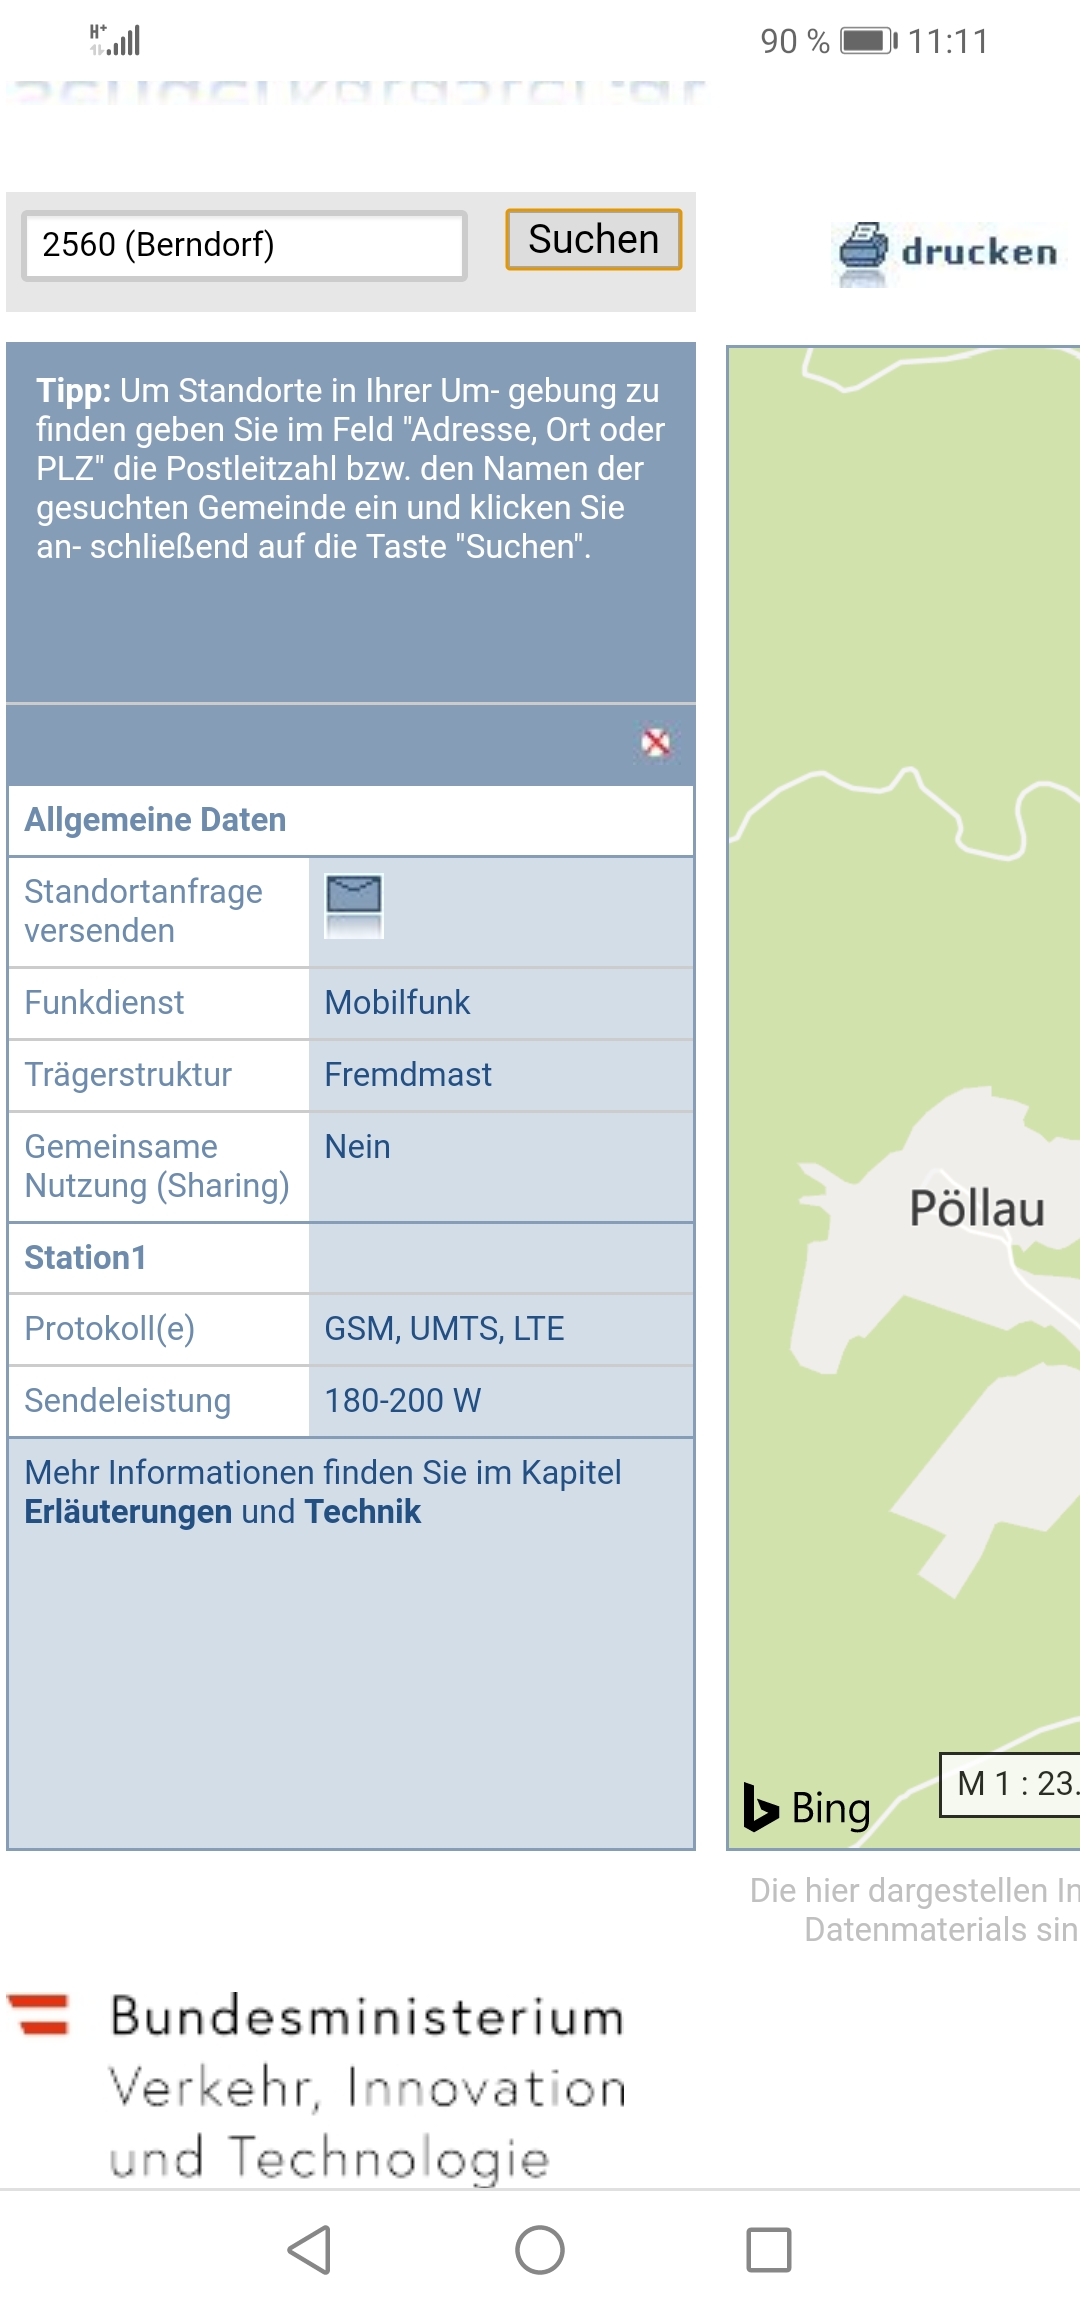 H+
90 % 11:11
2560 (Berndorf)
Suchen
drucken
Tipp: Um Standorte in Ihrer Um- gebung zu
finden geben Sie im Feld "Adresse, Ort oder
PLZ" die Postleitzahl bzw. den Namen der
gesuchten Gemeinde ein und klicken Sie
an- schließend auf die Taste "Suchen".
Allgemeine Daten
Standortanfrage
versenden
Funkdienst Mobilfunk
Trägerstruktur Fremdmast
Gemeinsame Nein
Nutzung (Sharing)
Station1
Protokoll(e) GSM, UMTS, LTE
Sendeleistung 180-200 W
Mehr Informationen finden Sie im Kapitel
Erläuterungen und Technik
Pöllau
M 1 : 23.
Bing
Die hier dargestellen In
Datenmaterials sin
Bundesministerium
Verkehr, Innovation
und Technologie